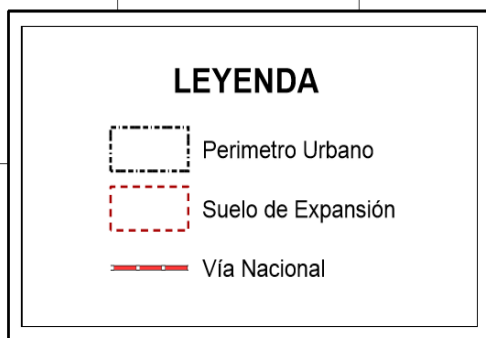 LEYENDA
Perimetro Urbano
Suelo de Expansión
Vía Nacional